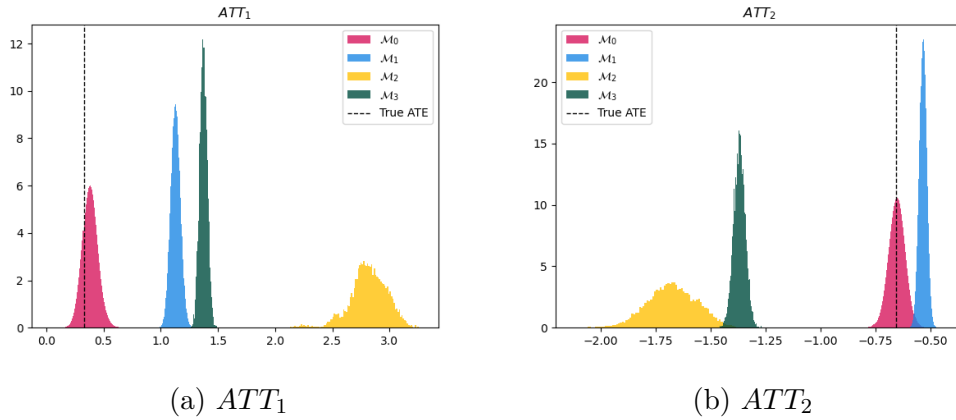 ATT₁
12
10
8
6
4
2
0
0.0 0.5 1.0 1.5 2.0 2.5 3.0
ℳ₀
ℳ₁
ℳ₂
ℳ₃
True ATE
(a) ATT₁
ATT₂
20
15
10
5
0
−2.00 −1.75 −1.50 −1.25 −1.00 −0.75 −0.50
ℳ₀
ℳ₁
ℳ₂
ℳ₃
True ATE
(b) ATT₂